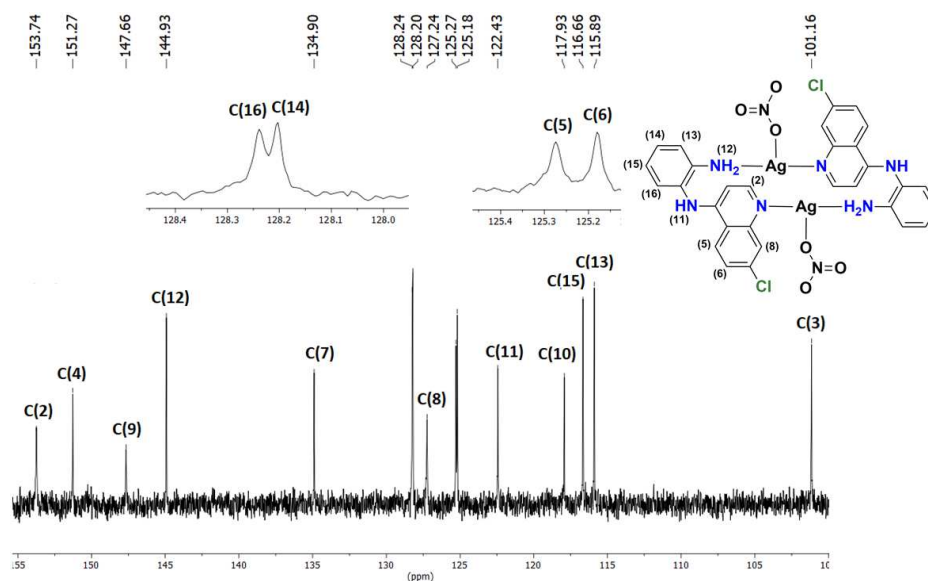 153.74
151.27
147.66
144.93
134.90
128.24
128.20
127.24
125.27
125.18
122.43
117.93
116.66
115.89
101.16
C(16)
C(14)
128.4
128.3
128.2
128.1
128.0
C(5)
C(6)
125.4
125.3
125.2
O
O=N
O
Cl
(14)
(13)
(12)
(15)
NH₂
Ag
N
NH
(16)
(2)
HN
(11)
N
Ag
H₂N
(5)
(8)
O
(6)
N=O
Cl
O
C(2)
C(4)
C(9)
C(12)
C(7)
C(8)
C(11)
C(10)
C(15)
C(13)
C(3)
55
150
145
140
135
130
125
120
115
110
105
10
(ppm)